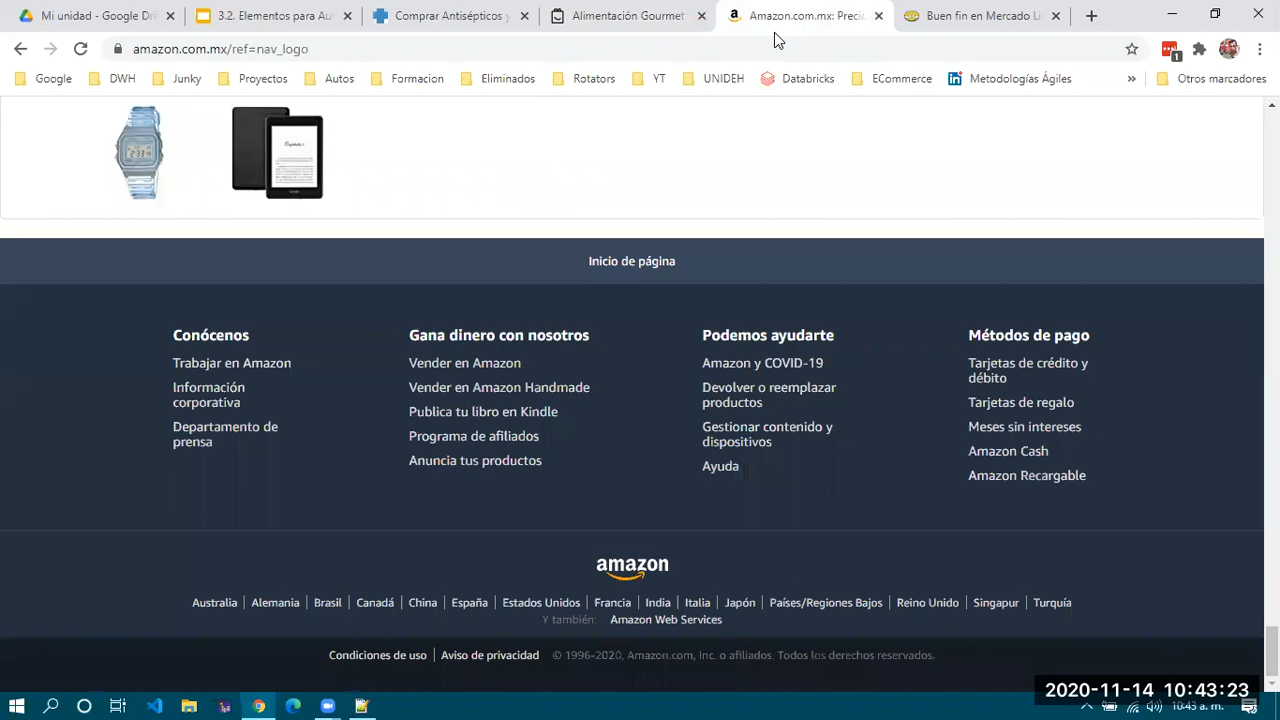 Mi unidad - Google Dri
3.2. Elementos para Au
Comprar Antisépticos y
Alimentación Gourmet
Amazon.com.mx: Preci
Buen fin en Mercado Li
amazon.com.mx/ref=nav_logo
1
Google
DWH
Junky
Proyectos
Autos
Formacion
Eliminados
Rotators
YT
UNIDEH
Databricks
ECommerce
Metodologías Ágiles
»
Otros marcadores
Inicio de página
Conócenos
Trabajar en Amazon
Información
corporativa
Departamento de
prensa
Gana dinero con nosotros
Vender en Amazon
Vender en Amazon Handmade
Publica tu libro en Kindle
Programa de afiliados
Anuncia tus productos
Podemos ayudarte
Amazon y COVID-19
Devolver o reemplazar
productos
Gestionar contenido y
dispositivos
Ayuda
Métodos de pago
Tarjetas de crédito y
débito
Tarjetas de regalo
Meses sin intereses
Amazon Cash
Amazon Recargable
amazon
Australia Alemania Brasil Canadá China España Estados Unidos Francia India Italia Japón Países/Regiones Bajos Reino Unido Singapur Turquía
Y también: Amazon Web Services
Condiciones de uso Aviso de privacidad © 1996-2020, Amazon.com, Inc. o afiliados. Todos los derechos reservados.
2020-11-14 10:43:23
10:43 a. m.